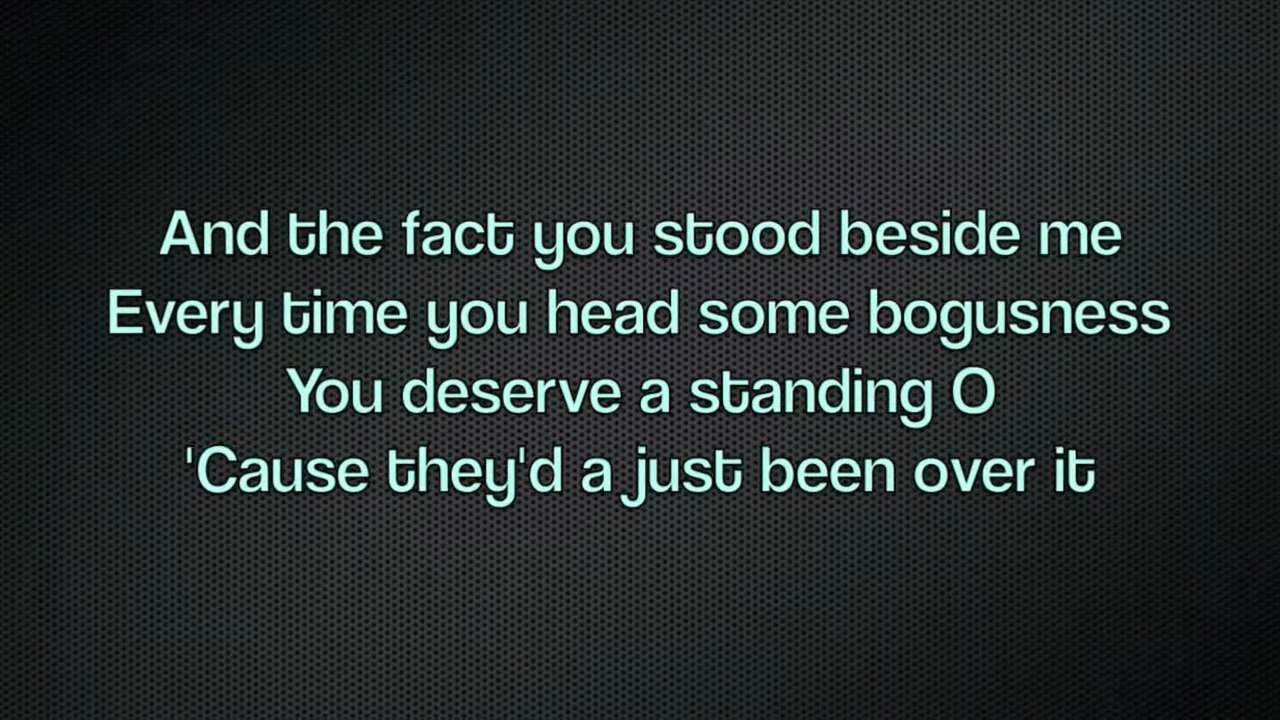 And the fact you stood beside me
Every time you head some bogusness
You deserve a standing O
'Cause they'd a just been over it